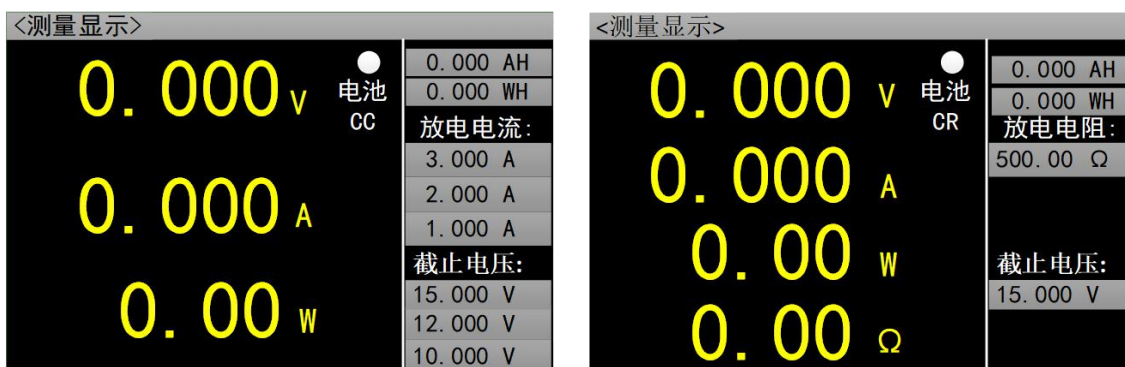 <测量显示>
0.000 V
电池
CC
0.000 A
0.00 W
0.000 AH
0.000 WH
放电电流:
3.000 A
2.000 A
1.000 A
截止电压:
15.000 V
12.000 V
10.000 V
<测量显示>
0.000 V
电池
CR
0.000 A
0.00 W
0.00 Ω
0.000 AH
0.000 WH
放电电阻:
500.00 Ω
截止电压:
15.000 V